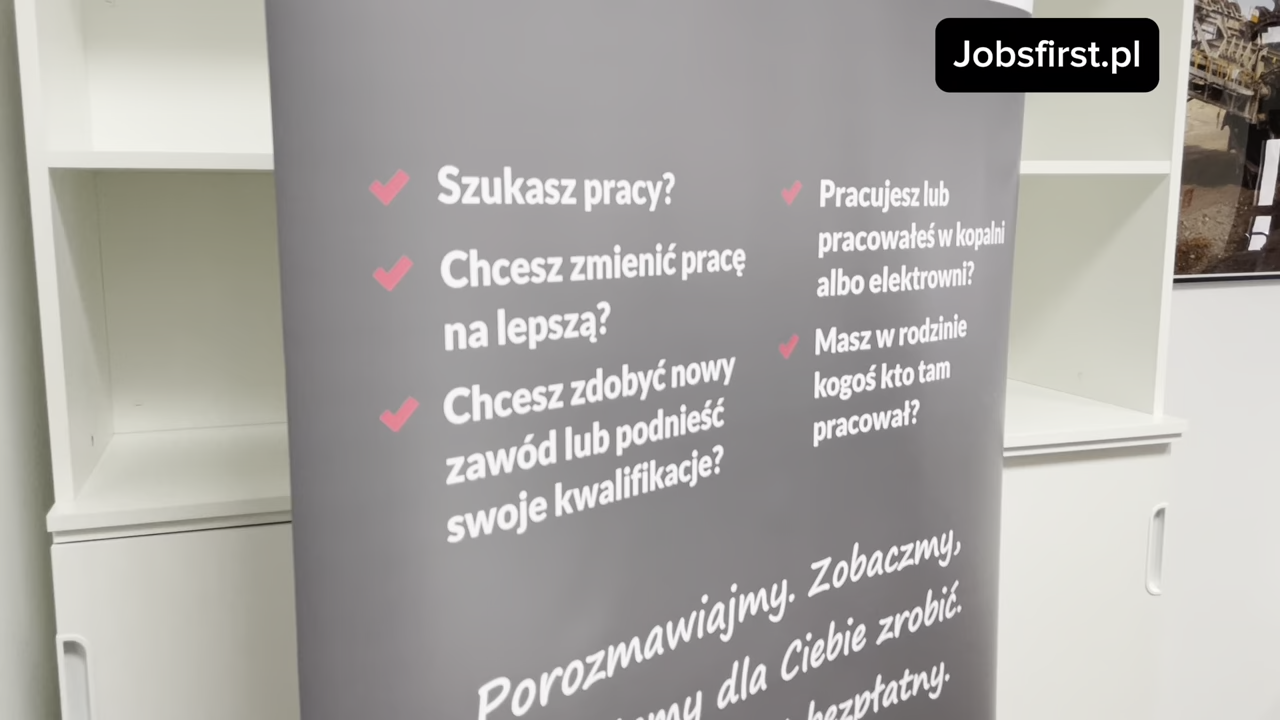 Jobsfirst.pl
Szukasz pracy?
Chcesz zmienić pracę
na lepszą?
Chcesz zdobyć nowy
zawód lub podnieść
swoje kwalifikacje?
Pracujesz lub
pracowałeś w kopalni
albo elektrowni?
Masz w rodzinie
kogoś kto tam
pracował?
Porozmawiajmy. Zobaczmy,
dla Ciebie zrobić.
bezpłatny.